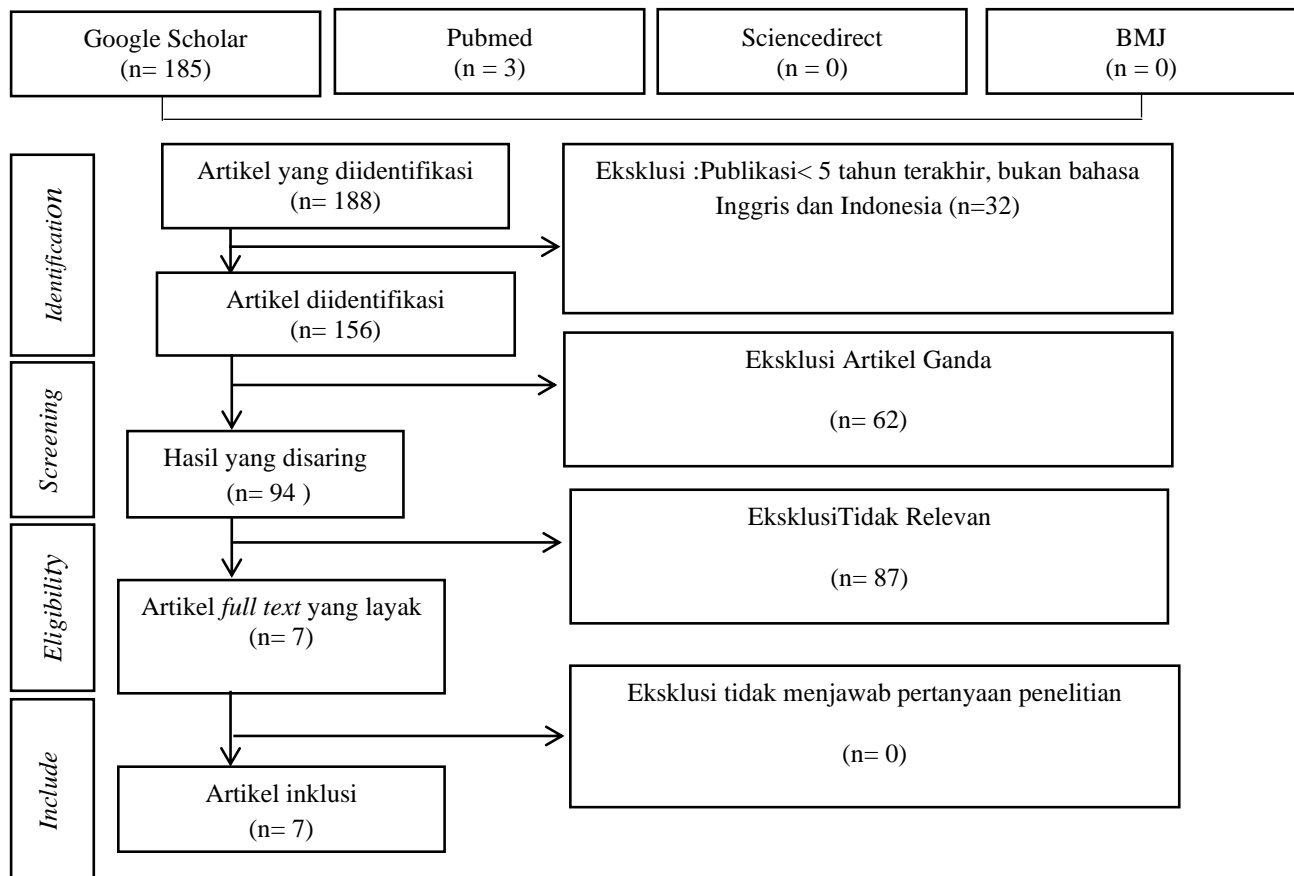 Google Scholar
(n= 185)
Pubmed
(n = 3)
Sciencedirect
(n = 0)
BMJ
(n = 0)
Identification
Artikel yang diidentifikasi
(n= 188)
Eksklusi :Publikasi< 5 tahun terakhir, bukan bahasa
Inggris dan Indonesia (n=32)
Artikel diidentifikasi
(n= 156)
Screening
Eksklusi Artikel Ganda
(n= 62)
Hasil yang disaring
(n= 94 )
Eligibility
EksklusiTidak Relevan
(n= 87)
Artikel full text yang layak
(n= 7)
Include
Eksklusi tidak menjawab pertanyaan penelitian
(n= 0)
Artikel inklusi
(n= 7)